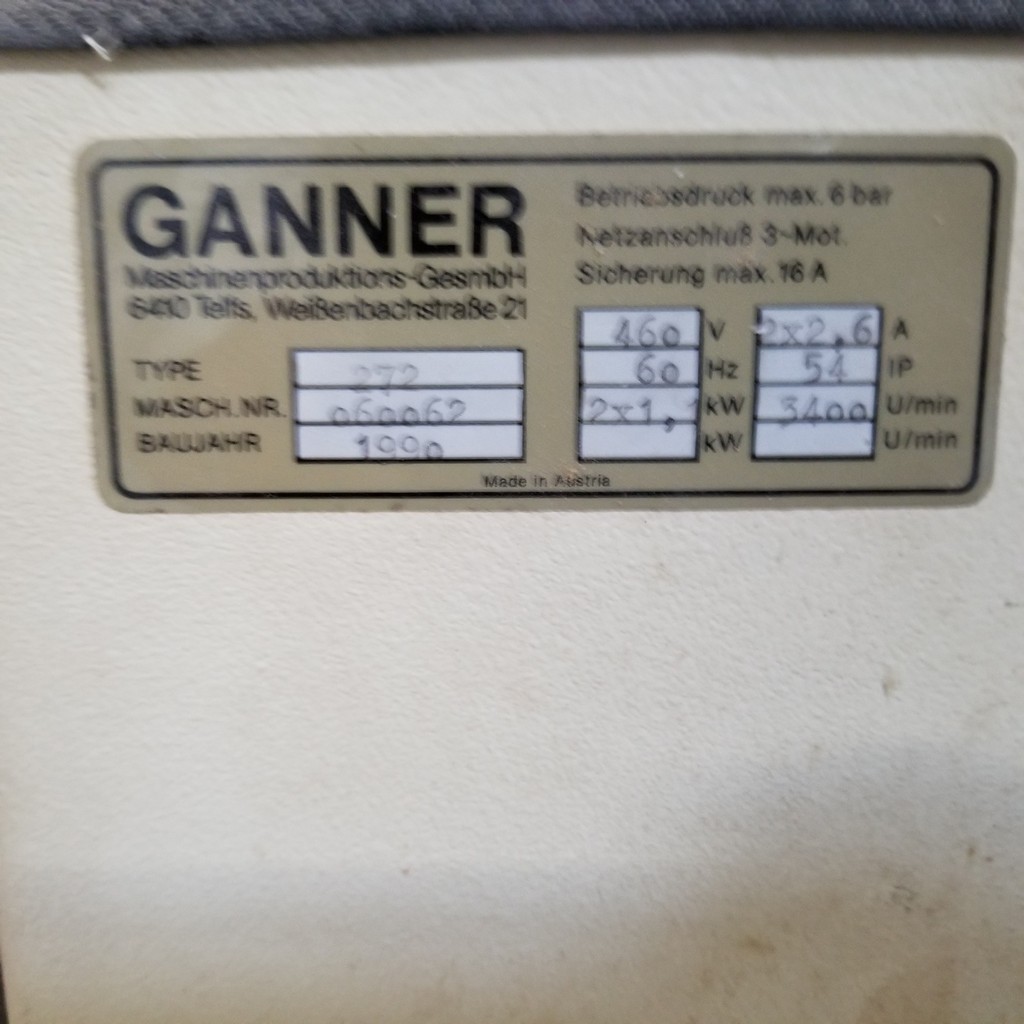 GANNER
Maschinenproduktions-GesmbH
6410 Telfs, Weißenbachstraße 21
TYPE 272
MASCH.NR. 060062
BAUJAHR 1990
Betriebsdruck max. 6 bar
Netzanschluß 3~Mot.
Sicherung max. 16 A
460 V 2x2,6 A
60 Hz 54 IP
2x1,1 kW 3400 U/min
kW U/min
Made in Austria